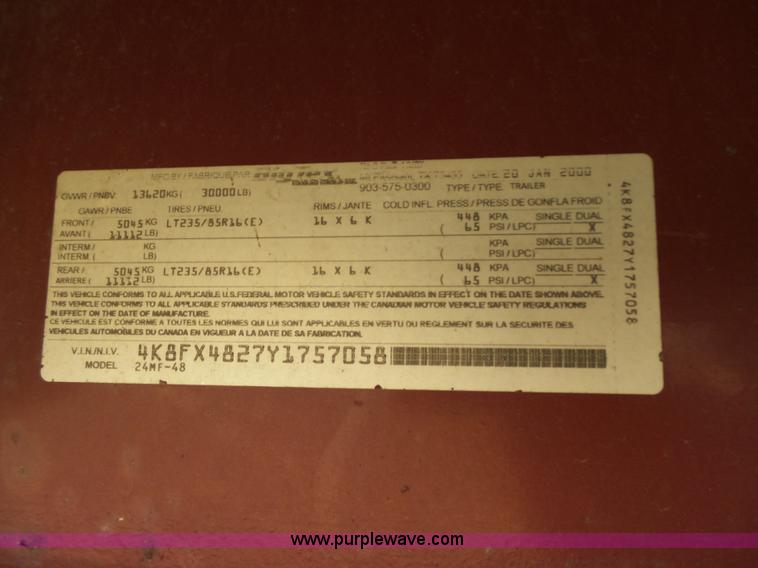 MFG BY / FABRIQUE PAR
DATE 20 JAN 2000
GVWR / PNBV 13620KG ( 30000LB)
903-575-0300 TYPE / TYPE TRAILER
GAWR / PNBE TIRES / PNEU RIMS / JANTE COLD INFL PRESS / PRESS DE GONFLA FROID
FRONT / 5045 KG LT235/85R16(E) 16 X 6 K 448 KPA SINGLE DUAL
AVANT ( 11112 LB) ( 65 PSI / LPC) X
INTERM / KG KPA SINGLE DUAL
INTERM ( LB) ( PSI / LPC)
REAR / 5045 KG LT235/85R16(E) 16 X 6 K 448 KPA SINGLE DUAL
ARRIERE ( 11112 LB) ( 65 PSI / LPC) X
THIS VEHICLE CONFORMS TO ALL APPLICABLE U.S.FEDERAL MOTOR VEHICLE SAFETY STANDARDS IN EFFECT ON THE DATE SHOWN ABOVE.
THIS VEHICLE CONFORMS TO ALL APPLICABLE STANDARDS PRESCRIBED UNDER THE CANADIAN MOTOR VEHICLE SAFETY REGULATIONS
IN EFFECT ON THE DATE OF MANUFACTURE.
CE VEHICULE EST CONFORME A TOUTES LES NORMES QUI LUI SONT APPLICABLES EN VERTU DU REGLEMENT SUR LA SECURITE DES
VEHICULES AUTOMOBILES DU CANADA EN VIGUEUR A LA DATE DE SA FABRICATION.
V.I.N./N.I.V. 4K8FX4827Y1757058
MODEL 24MF-48
4K8FX4827Y1757058
www.purplewave.com